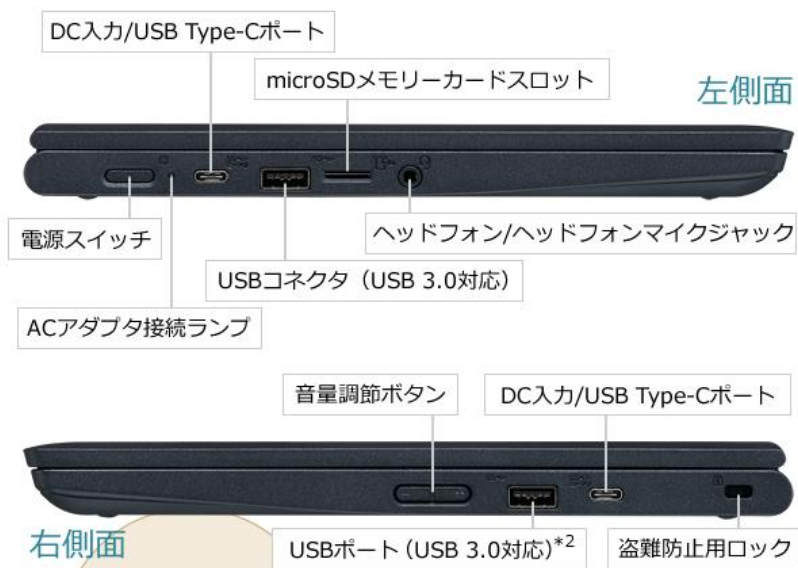 DC入力/USB Type-Cポート
microSDメモリーカードスロット
左側面
電源スイッチ
ヘッドフォン/ヘッドフォンマイクジャック
USBコネクタ（USB 3.0対応）
ACアダプタ接続ランプ
音量調節ボタン
DC入力/USB Type-Cポート
右側面
USBポート（USB 3.0対応）*2
盗難防止用ロック